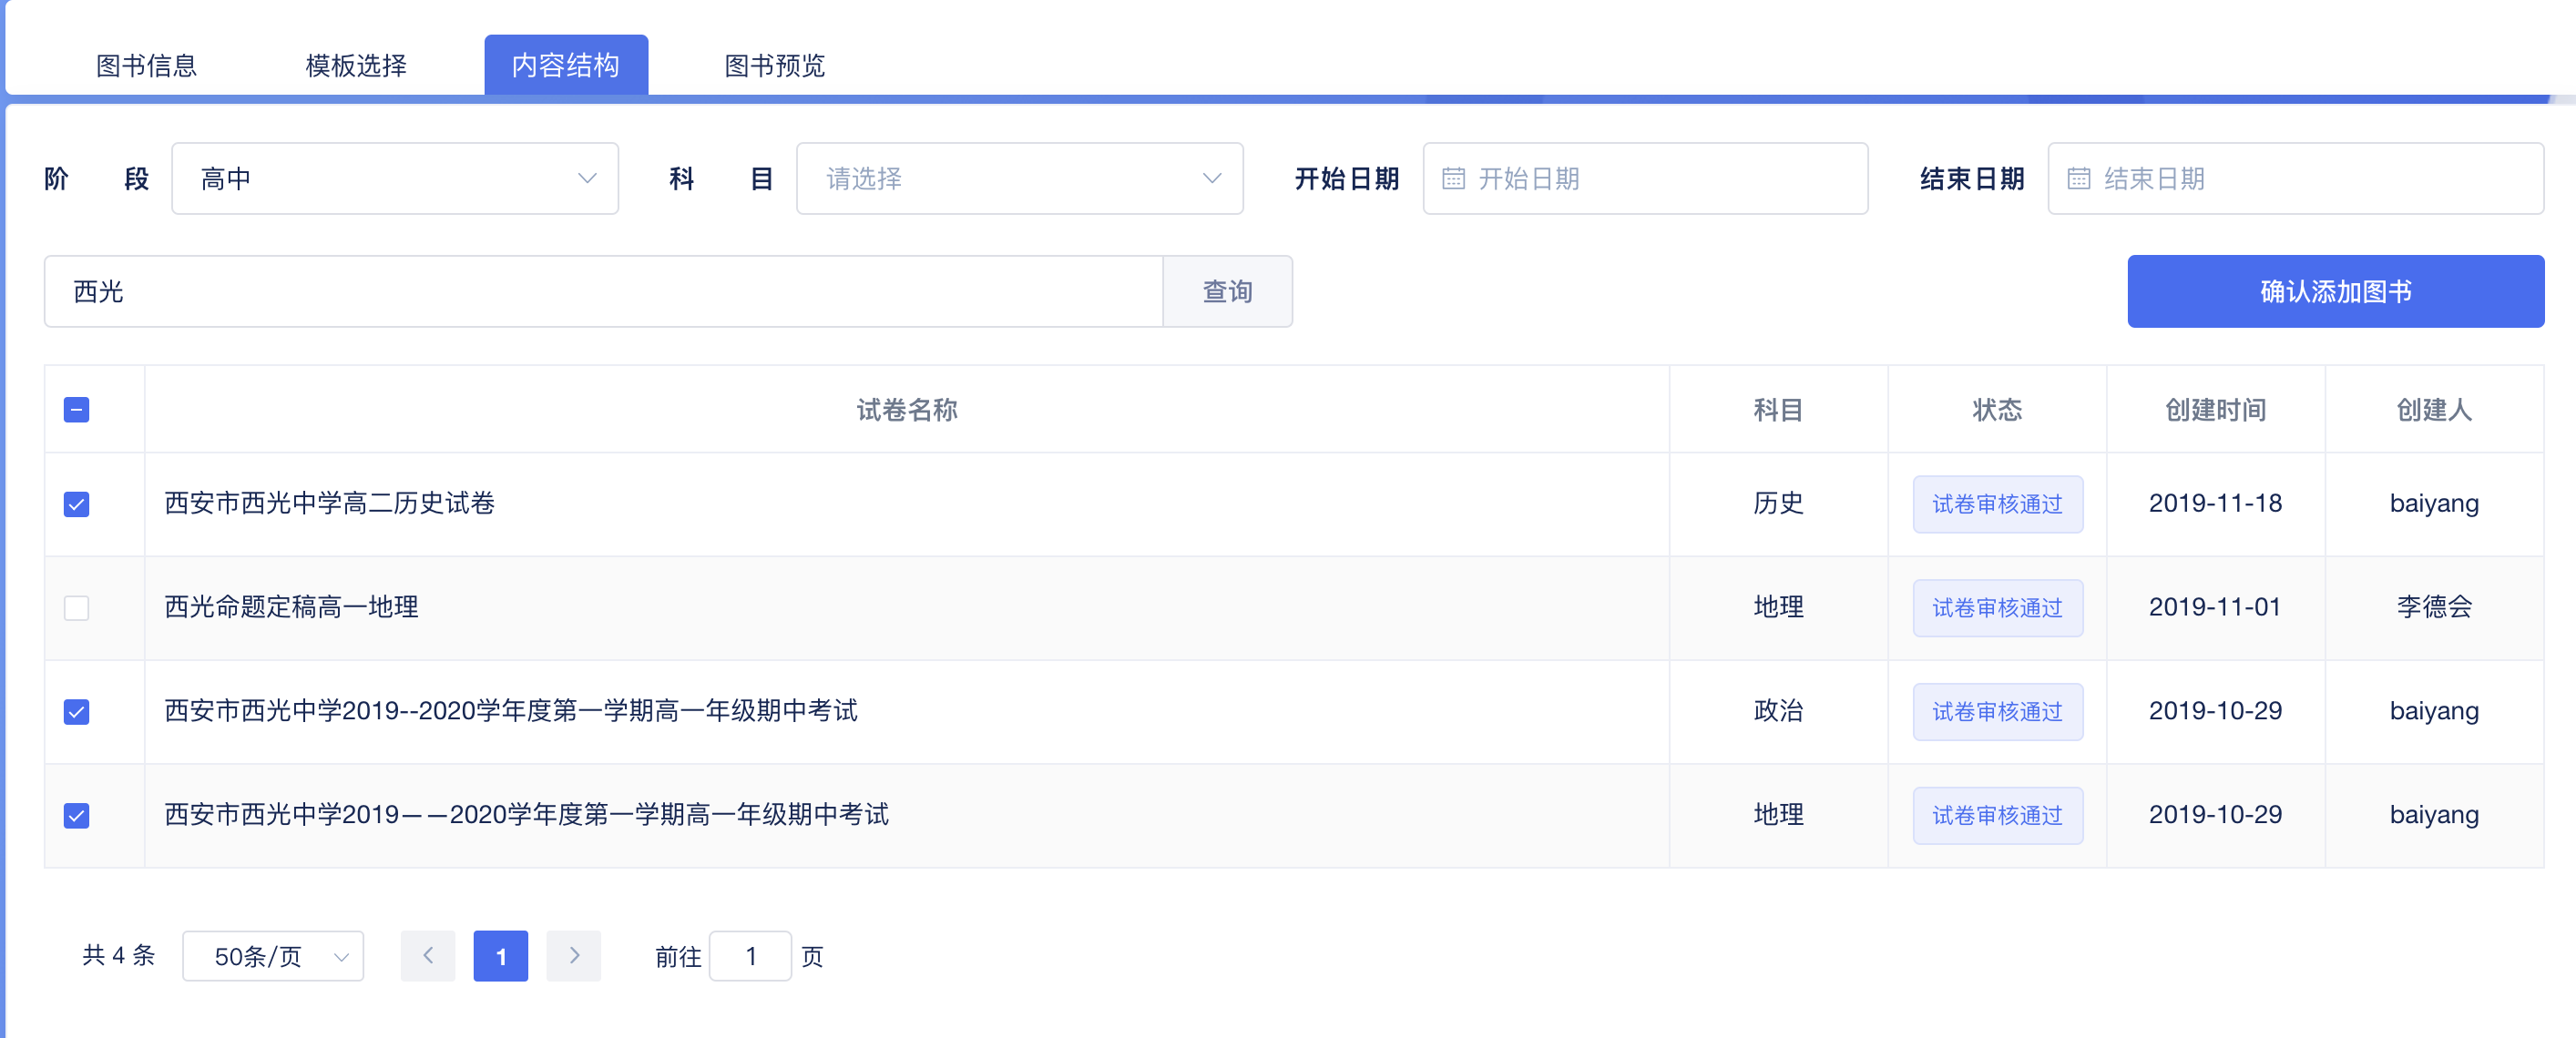 图书信息 模板选择 内容结构 图书预览
阶 段 高中 科 目 请选择 开始日期 开始日期 结束日期 结束日期
西光 查询 确认添加图书
试卷名称 科目 状态 创建时间 创建人
西安市西光中学高二历史试卷 历史 试卷审核通过 2019-11-18 baiyang
西光命题定稿高一地理 地理 试卷审核通过 2019-11-01 李德会
西安市西光中学2019--2020学年度第一学期高一年级期中考试 政治 试卷审核通过 2019-10-29 baiyang
西安市西光中学2019——2020学年度第一学期高一年级期中考试 地理 试卷审核通过 2019-10-29 baiyang
共 4 条 50条/页 1 前往 1 页